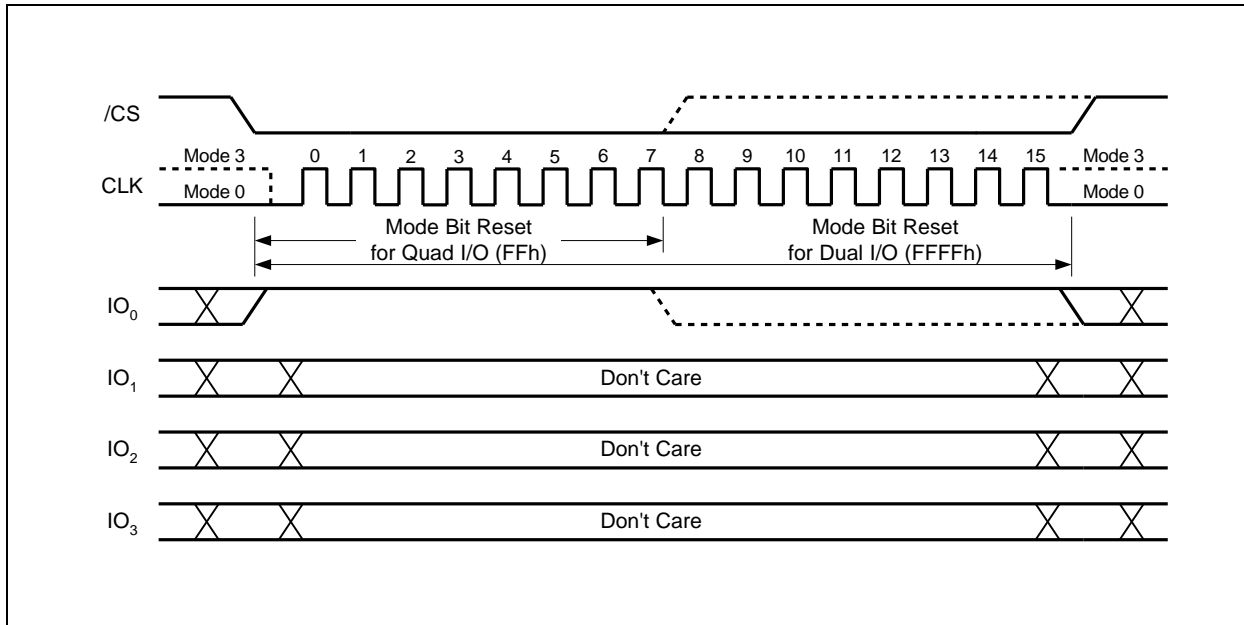 /CS
Mode 3 0 1 2 3 4 5 6 7 8 9 10 11 12 13 14 15 Mode 3
CLK
Mode 0 Mode 0
Mode Bit Reset Mode Bit Reset
for Quad I/O (FFh) for Dual I/O (FFFFh)
IO0
IO1 Don't Care
IO2 Don't Care
IO3 Don't Care